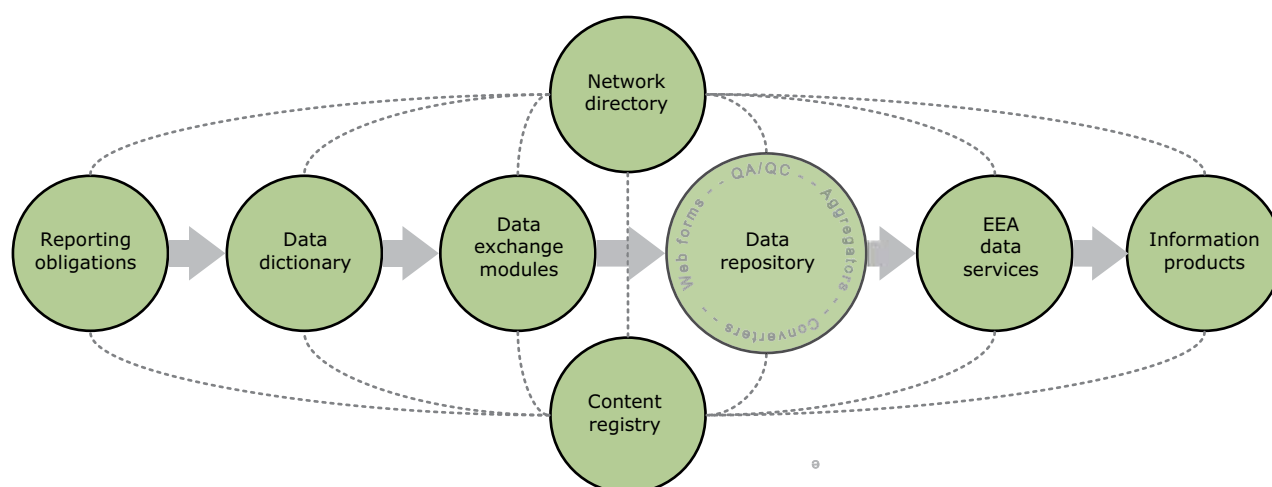 Network
directory
Reporting
obligations
Data
dictionary
Data
exchange
modules
Web forms - - QA/QC - - Aggregators - - Converters - -
Data
repository
EEA
data
services
Information
products
Content
registry
e